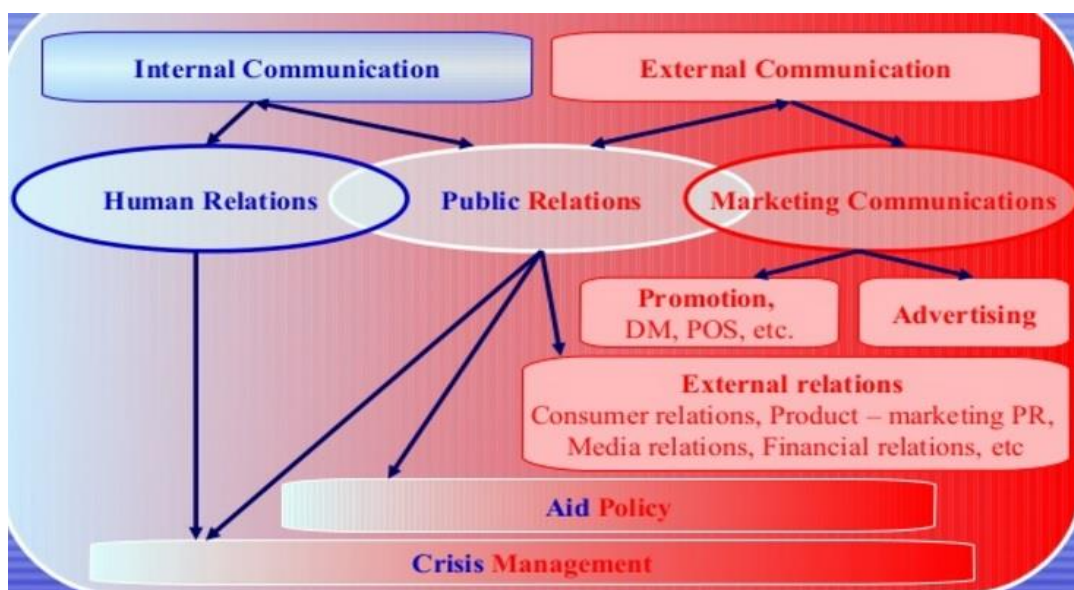 Internal Communication
External Communication
Human Relations
Public Relations
Marketing Communications
Promotion,
DM, POS, etc.
Advertising
External relations
Consumer relations, Product – marketing PR,
Media relations, Financial relations, etc
Aid Policy
Crisis Management